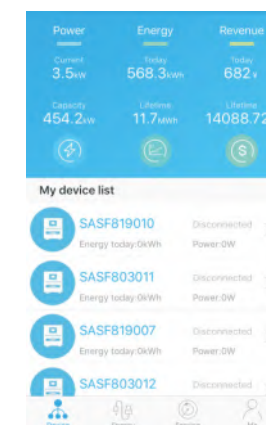 Power Energy Revenue
Current Today Today
3.5kW 568.3kWh 682¥
Capacity Lifetime Lifetime
454.2kW 11.7MWh 14088.72
My device list
SASF819010 Disconnected
Energy today:0kWh Power:0W
SASF803011 Disconnected
Energy today:0kWh Power:0W
SASF819007 Disconnected
Energy today:0kWh Power:0W
SASF803012 Disconnected
Me